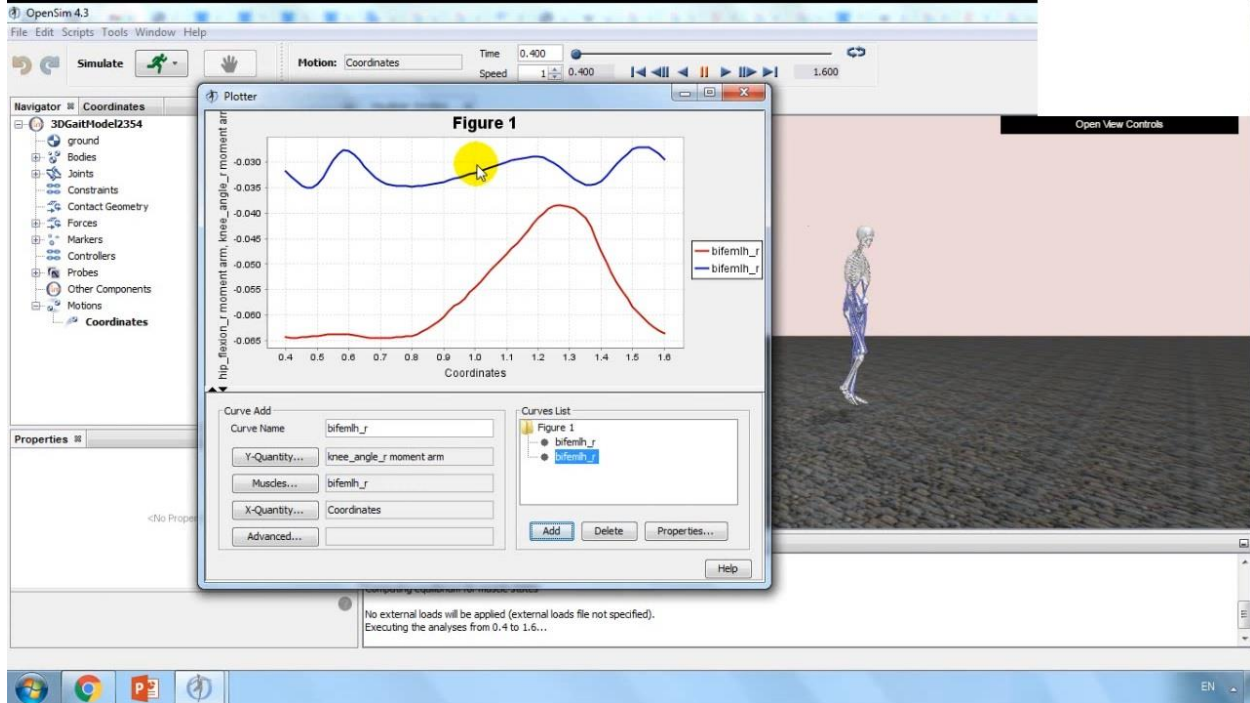 OpenSim 4.3
File Edit Scripts Tools Window Help
Simulate
Motion: Coordinates
Time 0.400
Speed 1 0.400 1.600
Navigator Coordinates
3DGaitModel2354
ground
Bodies
Joints
Constraints
Contact Geometry
Forces
Markers
Controllers
Probes
Other Components
Motions
Coordinates
Properties
<No Proper
Plotter
Figure 1
hip_flexion_r moment arm, knee_angle_r moment arm
-0.030
-0.035
-0.040
-0.045
-0.050
-0.055
-0.060
-0.065
0.4 0.5 0.6 0.7 0.8 0.9 1.0 1.1 1.2 1.3 1.4 1.5 1.6
Coordinates
bifemlh_r
bifemlh_r
Curve Add
Curve Name bifemlh_r
Y-Quantity... knee_angle_r moment arm
Muscles... bifemlh_r
X-Quantity... Coordinates
Advanced...
Curves List
Figure 1
bifemlh_r
bifemlh_r
Add Delete Properties...
Help
Open View Controls
Computing equilibrium for muscle states
No external loads will be applied (external loads file not specified).
Executing the analyses from 0.4 to 1.6...
EN